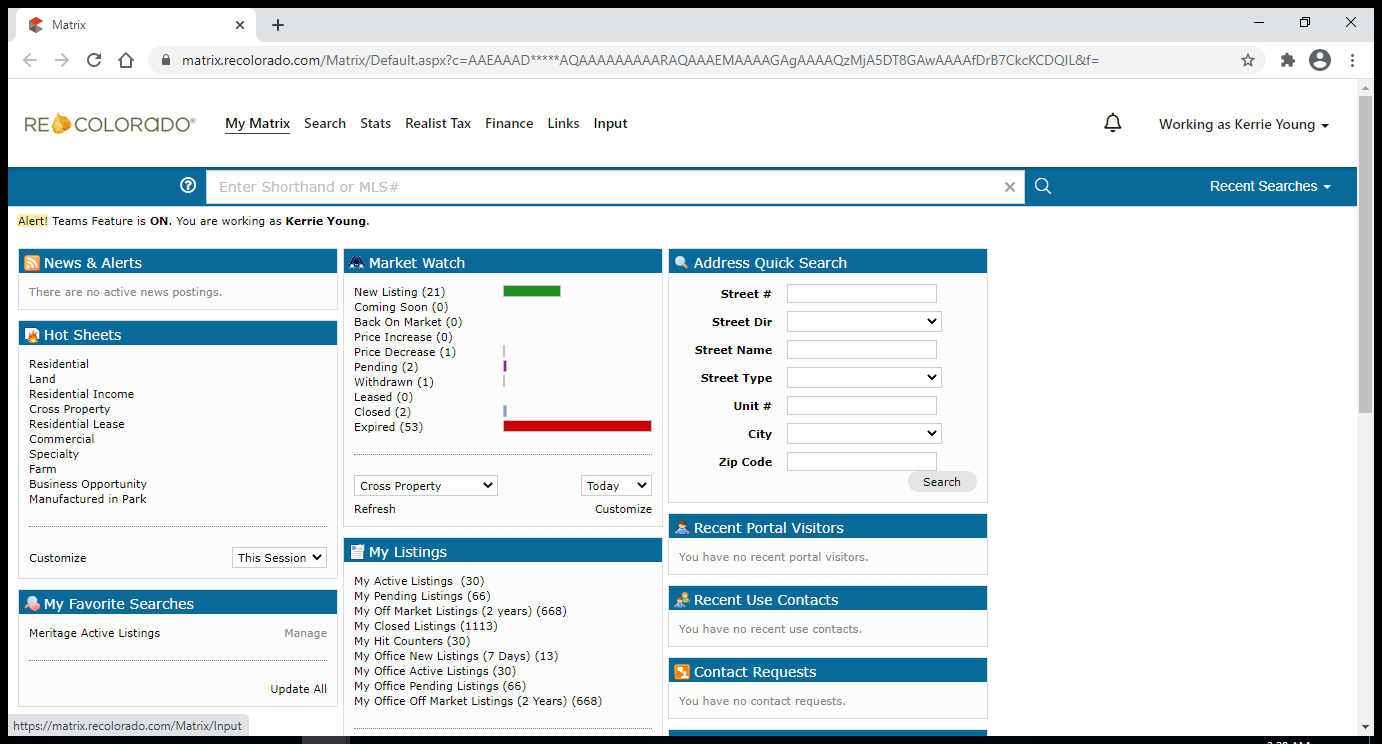 Matrix
matrix.recolorado.com/Matrix/Default.aspx?c=AAEAAAD*****AQAAAAAAAAARAQAAAEMAAAAGAgAAAAQzMjA5DT8GAwAAAAfDrB7CkcKCDQIL&f=
RECOLORADO®
My Matrix Search Stats Realist Tax Finance Links Input
Working as Kerrie Young
Enter Shorthand or MLS#
Recent Searches
Alert! Teams Feature is ON. You are working as Kerrie Young.
News & Alerts
There are no active news postings.
Hot Sheets
Residential
Land
Residential Income
Cross Property
Residential Lease
Commercial
Specialty
Farm
Business Opportunity
Manufactured in Park
Customize This Session
My Favorite Searches
Meritage Active Listings Manage
Update All
Market Watch
New Listing (21)
Coming Soon (0)
Back On Market (0)
Price Increase (0)
Price Decrease (1)
Pending (2)
Withdrawn (1)
Leased (0)
Closed (2)
Expired (53)
Cross Property Today
Refresh Customize
My Listings
My Active Listings (30)
My Pending Listings (66)
My Off Market Listings (2 years) (668)
My Closed Listings (1113)
My Hit Counters (30)
My Office New Listings (7 Days) (13)
My Office Active Listings (30)
My Office Pending Listings (66)
My Office Off Market Listings (2 Years) (668)
Address Quick Search
Street #
Street Dir
Street Name
Street Type
Unit #
City
Zip Code
Search
Recent Portal Visitors
You have no recent portal visitors.
Recent Use Contacts
You have no recent use contacts.
Contact Requests
You have no contact requests.
https://matrix.recolorado.com/Matrix/Input